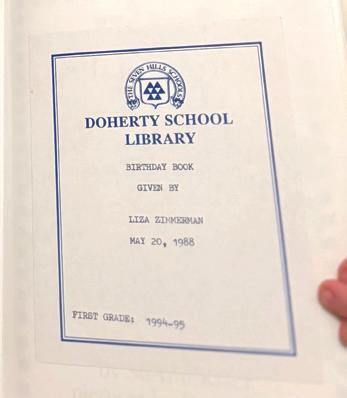 THE SEVEN HILLS SCHOOLS
DOHERTY SCHOOL
LIBRARY
BIRTHDAY BOOK
GIVEN BY
LIZA ZIMMERMAN
MAY 20, 1988
FIRST GRADE: 1994-95